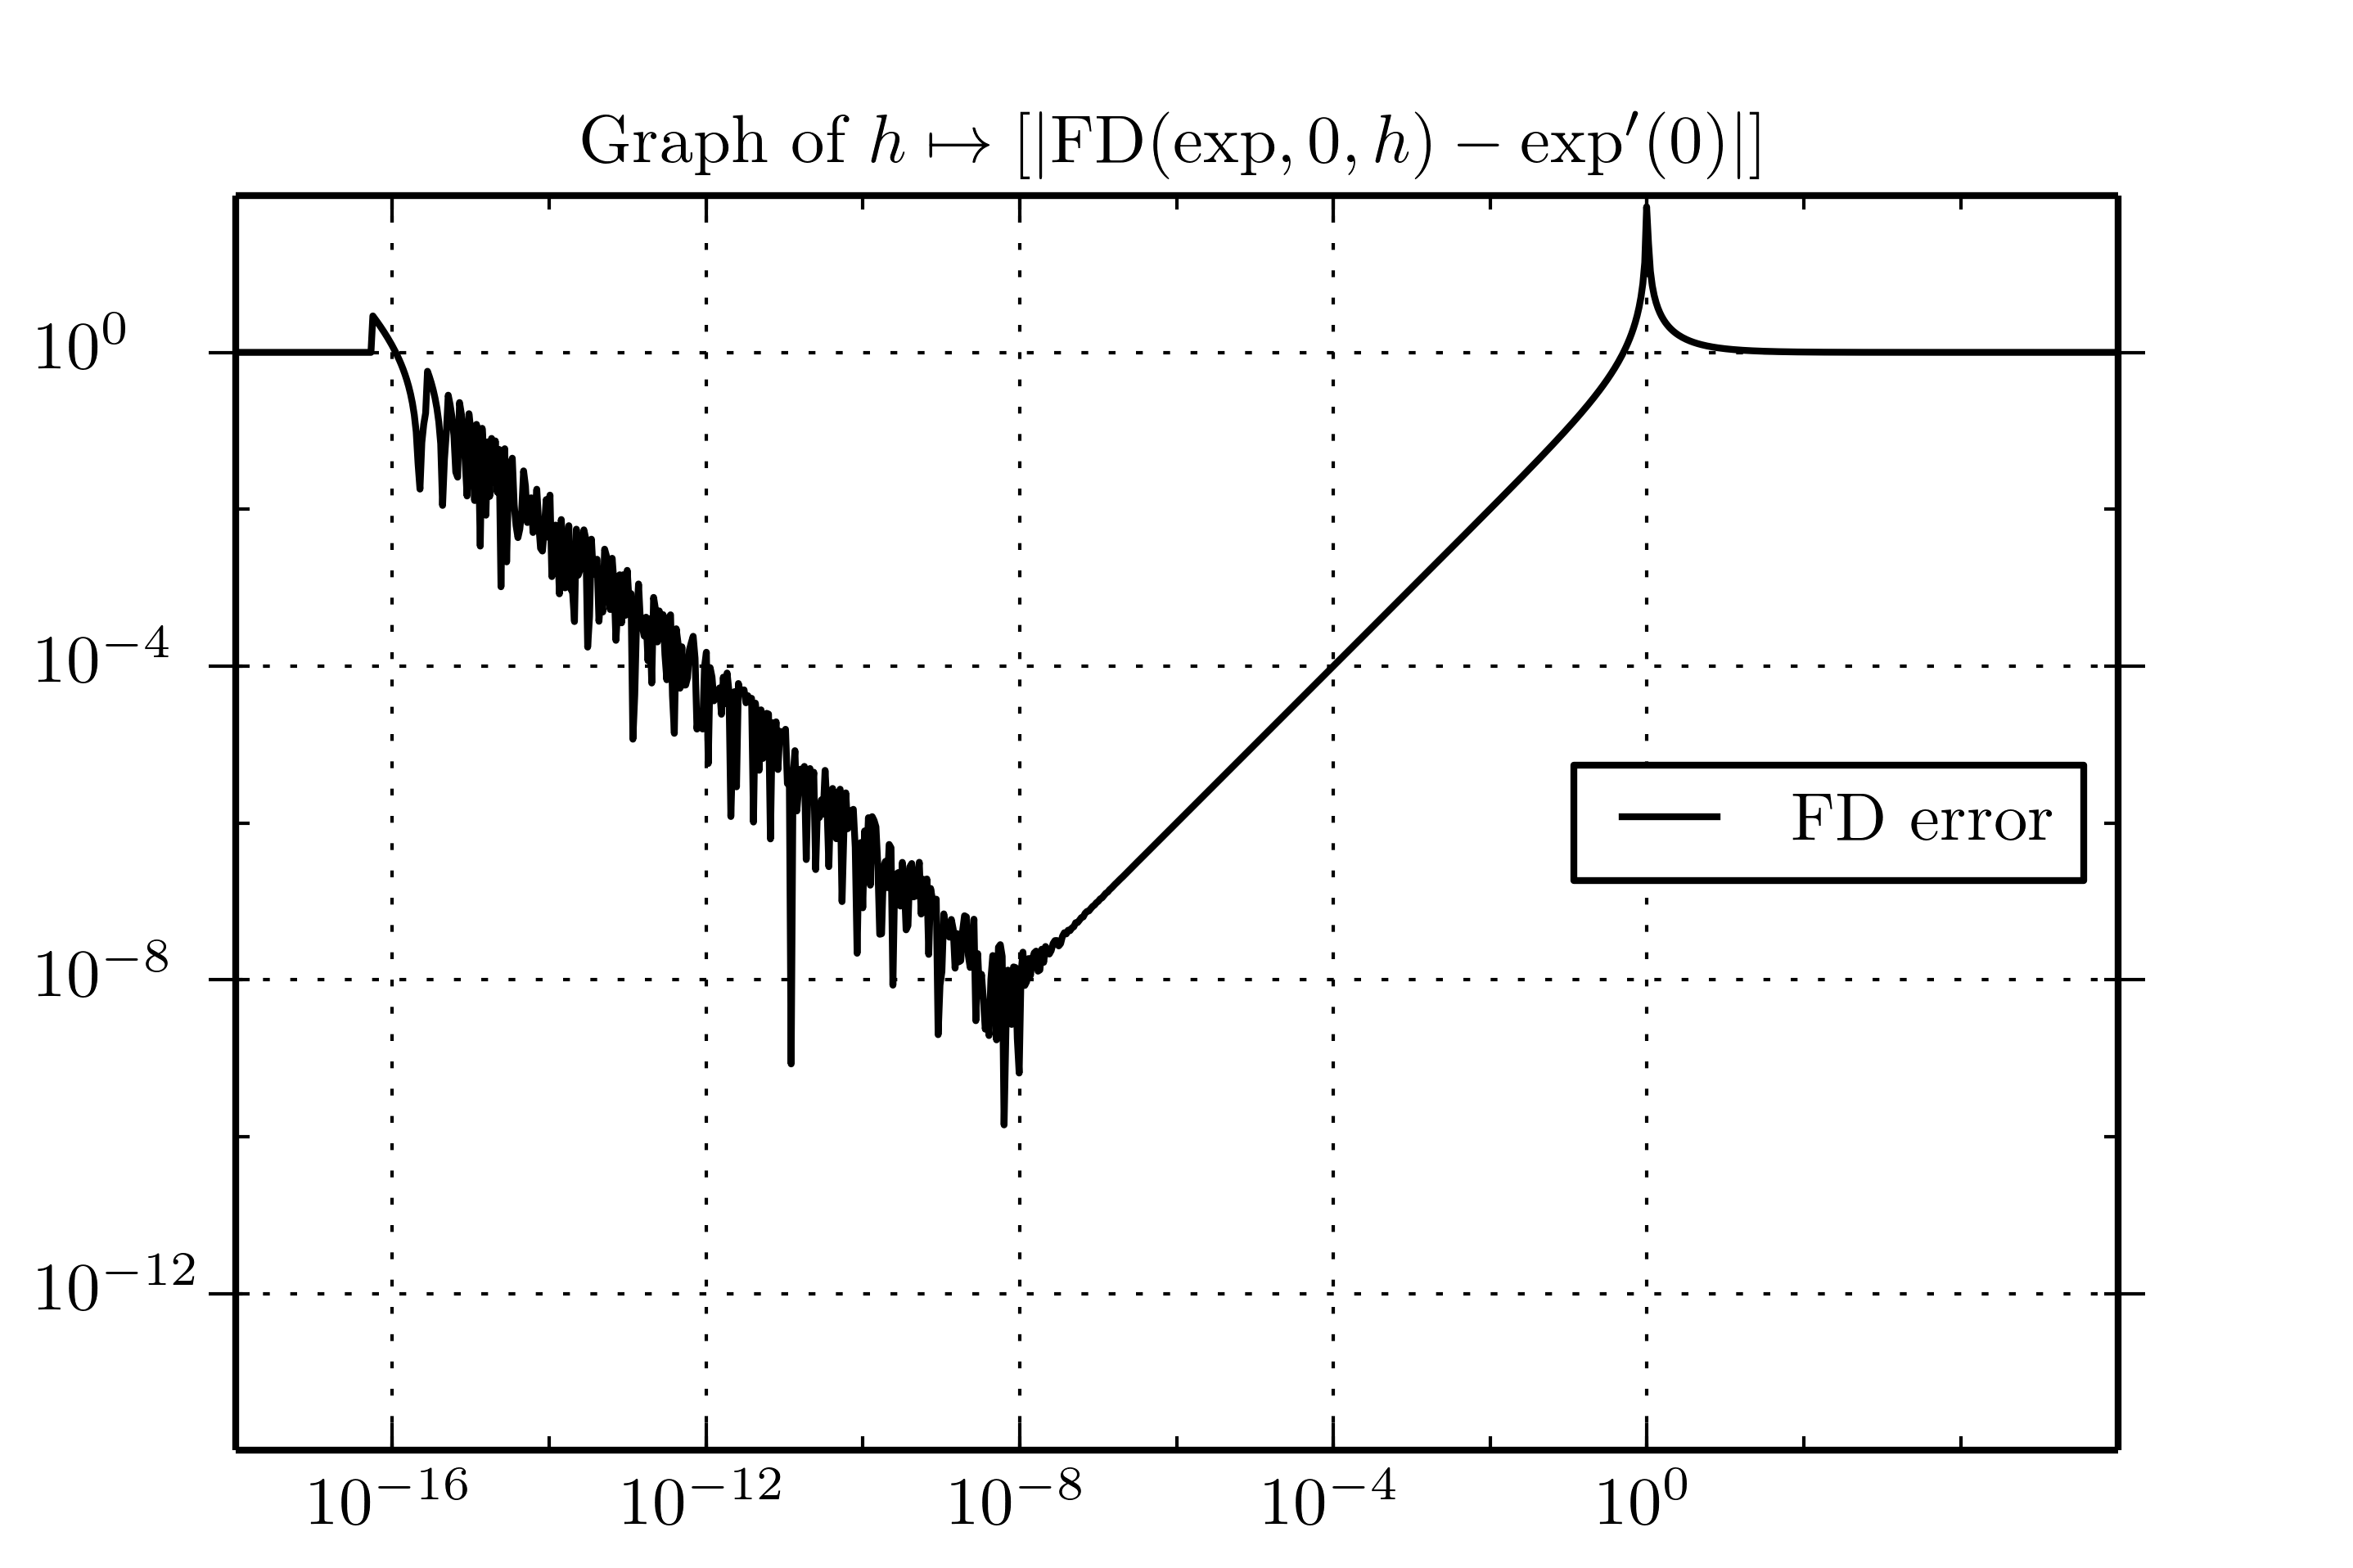 Graph of h ↦ [|FD(exp, 0, h) − exp′(0)|]
10⁰
10⁻⁴
FD error
10⁻⁸
10⁻¹²
10⁻¹⁶ 10⁻¹² 10⁻⁸ 10⁻⁴ 10⁰